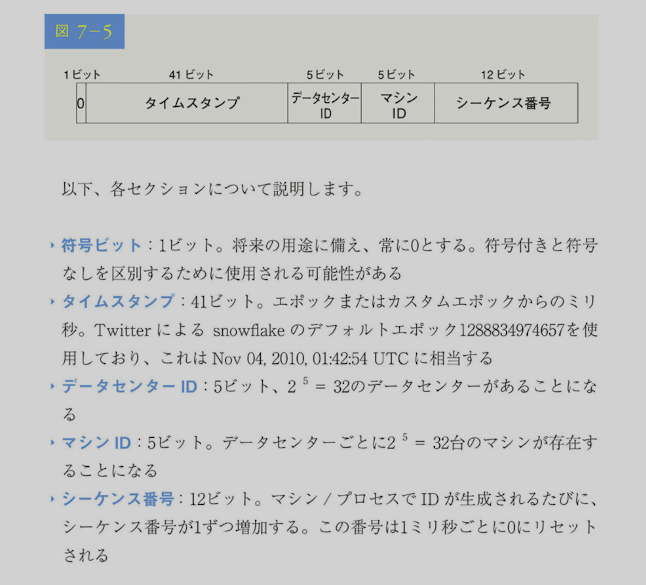 図 7-5
1ビット 41ビット 5ビット 5ビット 12ビット
0 タイムスタンプ データセンターID マシンID シーケンス番号
以下、各セクションについて説明します。
符号ビット：1ビット。将来の用途に備え、常に0とする。符号付きと符号
なしを区別するために使用される可能性がある
タイムスタンプ：41ビット。エポックまたはカスタムエポックからのミリ
秒。Twitter による snowflake のデフォルトエポック1288834974657を使
用しており、これは Nov 04, 2010, 01:42:54 UTC に相当する
データセンター ID：5ビット、2 ⁵ = 32のデータセンターがあることにな
る
マシン ID：5ビット。データセンターごとに2 ⁵ = 32台のマシンが存在す
ることになる
シーケンス番号：12ビット。マシン / プロセスで ID が生成されるたびに、
シーケンス番号が1ずつ増加する。この番号は1ミリ秒ごとに0にリセット
される